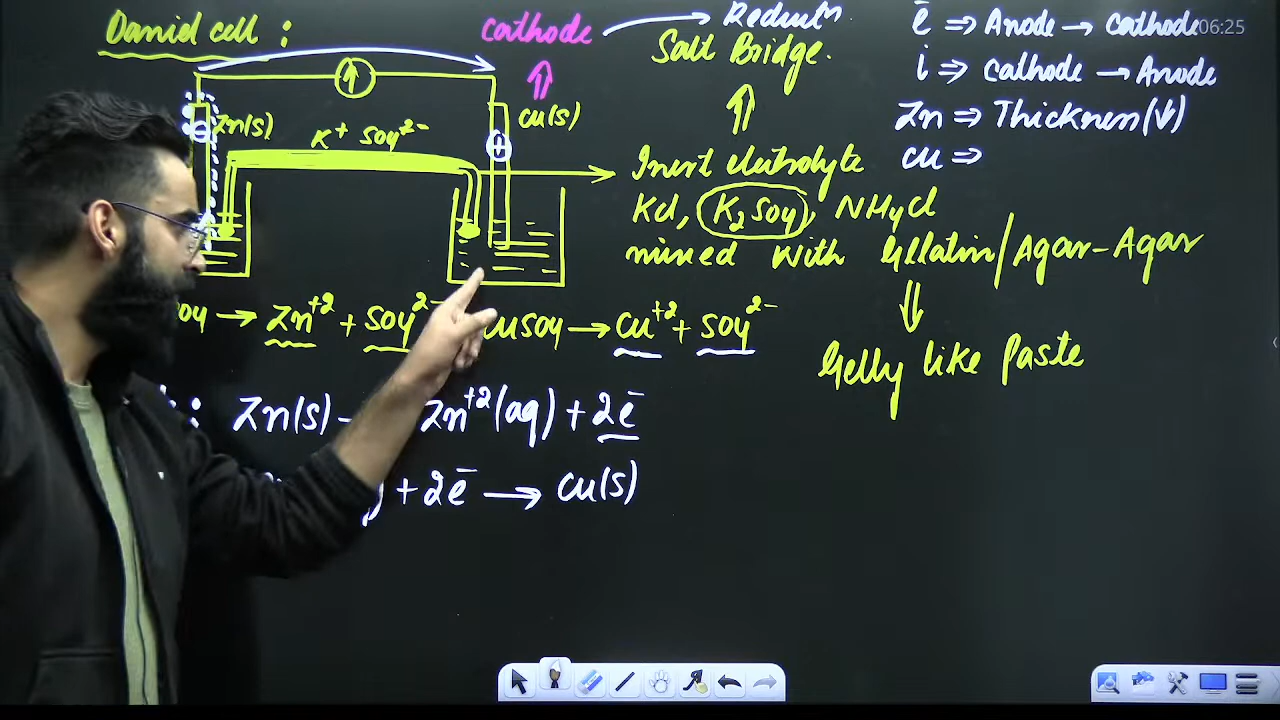 Daniel cell :
cathode → Reductn
Salt Bridge.
ē ⇒ Anode → cathode
06:25
i ⇒ cathode → Anode
Zn ⇒ Thickness(↓)
cu ⇒
Zn(s)
K+ SO4 2-
cu(s)
Inert electrolyte
KCl, K2SO4, NH4Cl
mixed with Gellatin/Agar-Agar
Gelly like Paste
SO4 → Zn+2 + SO4 2-
CuSO4 → Cu+2 + SO4 2-
: Zn(s) → Zn+2(aq) + 2ē
+ 2ē → Cu(s)